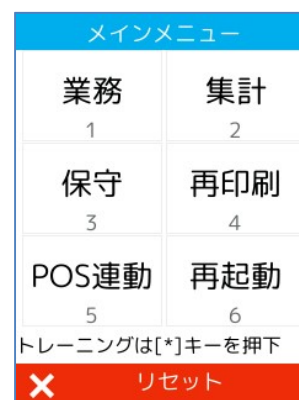 メインメニュー
業務 集計
1 2
保守 再印刷
3 4
POS連動 再起動
5 6
トレーニングは[*]キーを押下
× リセット